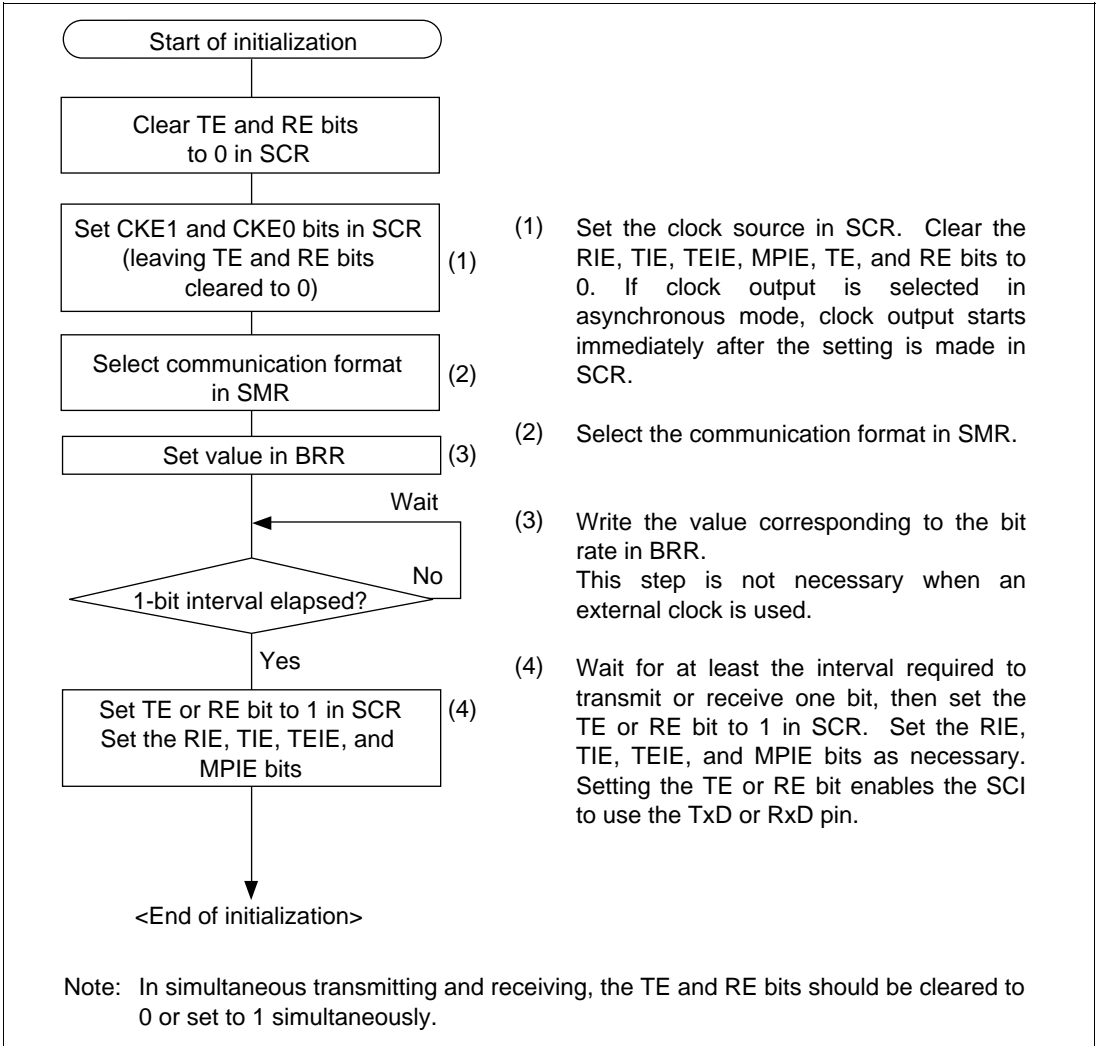 Start of initialization
Clear TE and RE bits
to 0 in SCR
Set CKE1 and CKE0 bits in SCR
(leaving TE and RE bits
cleared to 0)
(1)
Select communication format
in SMR
(2)
Set value in BRR
(3)
Wait
No
1-bit interval elapsed?
Yes
Set TE or RE bit to 1 in SCR
Set the RIE, TIE, TEIE, and
MPIE bits
(4)
<End of initialization>
(1) Set the clock source in SCR. Clear the
RIE, TIE, TEIE, MPIE, TE, and RE bits to
0. If clock output is selected in
asynchronous mode, clock output starts
immediately after the setting is made in
SCR.
(2) Select the communication format in SMR.
(3) Write the value corresponding to the bit
rate in BRR.
This step is not necessary when an
external clock is used.
(4) Wait for at least the interval required to
transmit or receive one bit, then set the
TE or RE bit to 1 in SCR. Set the RIE,
TIE, TEIE, and MPIE bits as necessary.
Setting the TE or RE bit enables the SCI
to use the TxD or RxD pin.
Note: In simultaneous transmitting and receiving, the TE and RE bits should be cleared to
0 or set to 1 simultaneously.